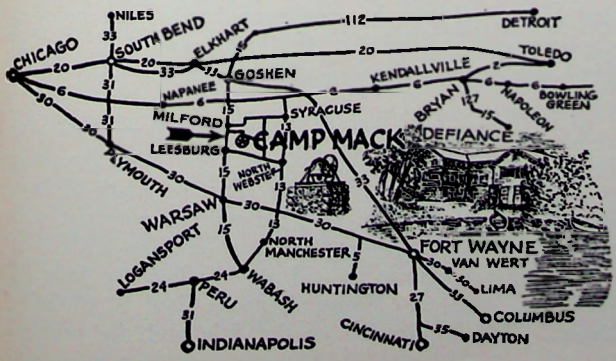 NILES
112
DETROIT
33
CHICAGO
20
SOUTH BEND
20
ELKHART
15
20
TOLEDO
33
33
GOSHEN
KENDALLVILLE
2
6
31
NAPANEE
6
15
6
6
6
6
BRYAN
127
15
NAPOLEON
BOWLING
GREEN
30
30
31
MILFORD
SYRACUSE
13
CAMP MACK
DEFIANCE
LEESBURG
PLYMOUTH
30
15
NORTH
WEBSTER
13
33
WARSAW
30
30
15
13
NORTH
MANCHESTER
5
FORT WAYNE
VAN WERT
30
30
LIMA
LOGANSPORT
24
24
WABASH
PERU
HUNTINGTON
27
33
COLUMBUS
31
INDIANAPOLIS
CINCINNATI
35
DAYTON